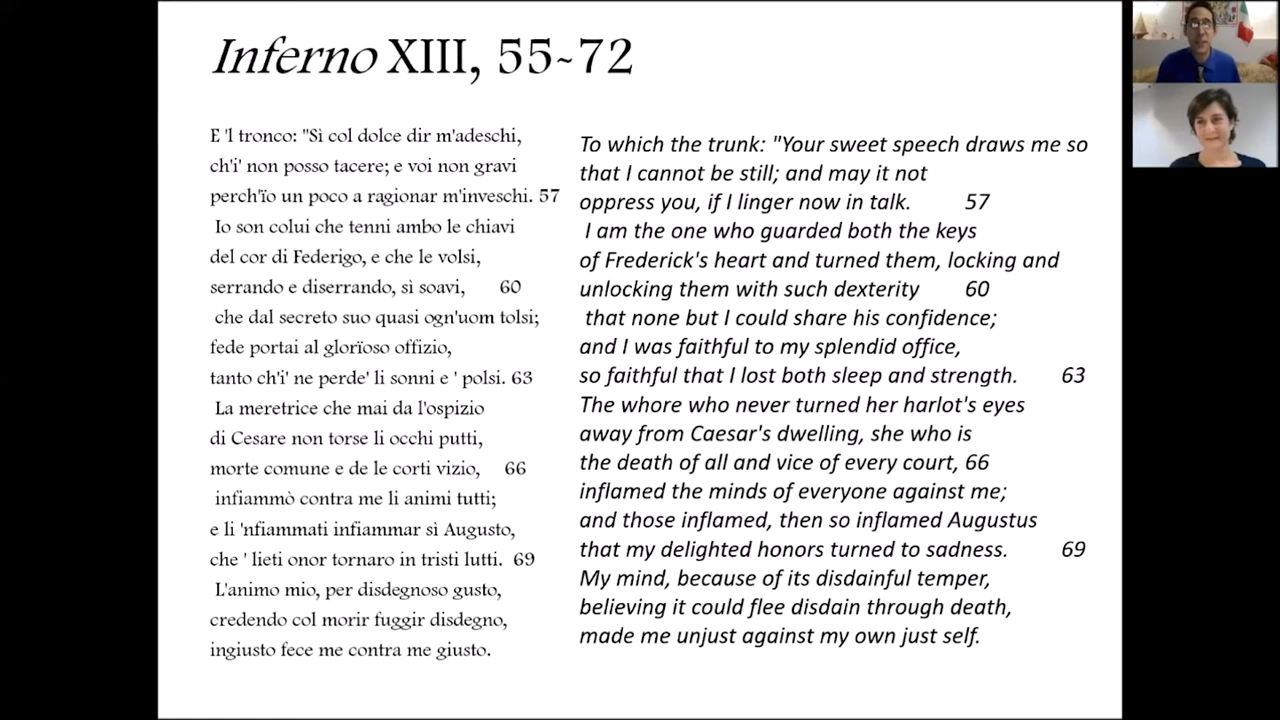 Inferno XIII, 55~72
E 'l tronco: "Sì col dolce dir m'adeschi,
ch'i' non posso tacere; e voi non gravi
perch'ïo un poco a ragionar m'inveschi. 57
Io son colui che tenni ambo le chiavi
del cor di Federigo, e che le volsi,
serrando e diserrando, sì soavi, 60
che dal secreto suo quasi ogn'uom tolsi;
fede portai al glorïoso offizio,
tanto ch'i' ne perde' li sonni e ' polsi. 63
La meretrice che mai da l'ospizio
di Cesare non torse li occhi putti,
morte comune e de le corti vizio, 66
infiammò contra me li animi tutti;
e li 'nfiammati infiammar sì Augusto,
che ' lieti onor tornaro in tristi lutti. 69
L'animo mio, per disdegnoso gusto,
credendo col morir fuggir disdegno,
ingiusto fece me contra me giusto.
To which the trunk: "Your sweet speech draws me so
that I cannot be still; and may it not
oppress you, if I linger now in talk. 57
I am the one who guarded both the keys
of Frederick's heart and turned them, locking and
unlocking them with such dexterity 60
that none but I could share his confidence;
and I was faithful to my splendid office,
so faithful that I lost both sleep and strength. 63
The whore who never turned her harlot's eyes
away from Caesar's dwelling, she who is
the death of all and vice of every court, 66
inflamed the minds of everyone against me;
and those inflamed, then so inflamed Augustus
that my delighted honors turned to sadness. 69
My mind, because of its disdainful temper,
believing it could flee disdain through death,
made me unjust against my own just self.